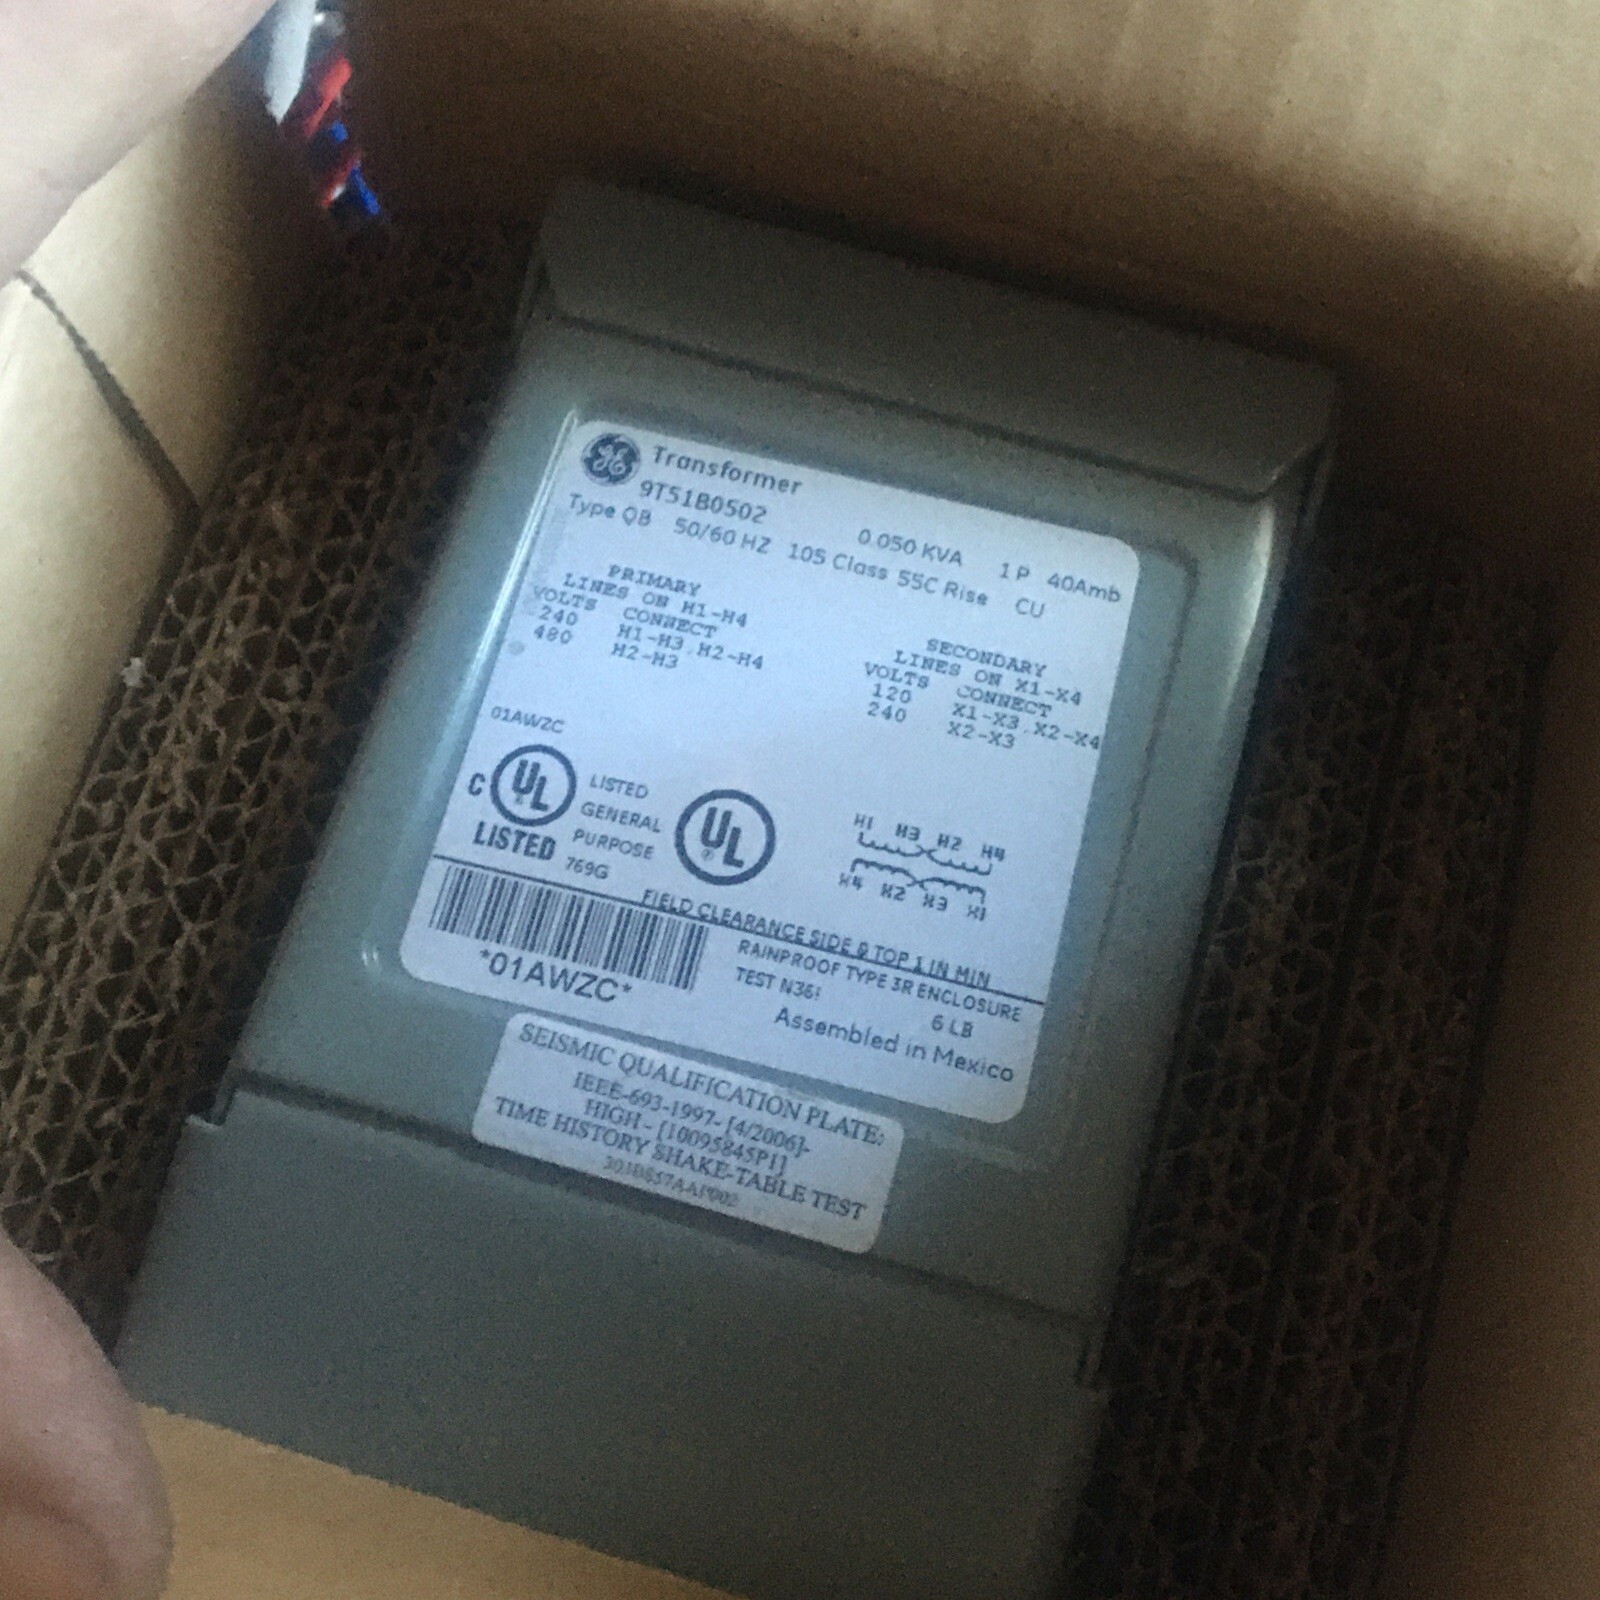 GE Transformer
9T51B0502
0.050 KVA 1 P 40Amb
Type QB 50/60 HZ 105 Class 55C Rise CU
PRIMARY
LINES ON H1-H4
VOLTS CONNECT
240 H1-H3,H2-H4
480 H2-H3
SECONDARY
LINES ON X1-X4
VOLTS CONNECT
120 X1-X3,X2-X4
240 X2-X3
01AWZC
C UL LISTED
LISTED
GENERAL
PURPOSE
769G
UL
H1 H3 H2 H4
X4 X2 X3 X1
FIELD CLEARANCE SIDE & TOP 1 IN MIN
RAINPROOF TYPE 3R ENCLOSURE
TEST 6 LB
*01AWZC*
Assembled in Mexico
SEISMIC QUALIFICATION PLATE:
IEEE-693-1997- [4/2006]-
HIGH - [10095845P1]
TIME HISTORY SHAKE-TABLE TEST